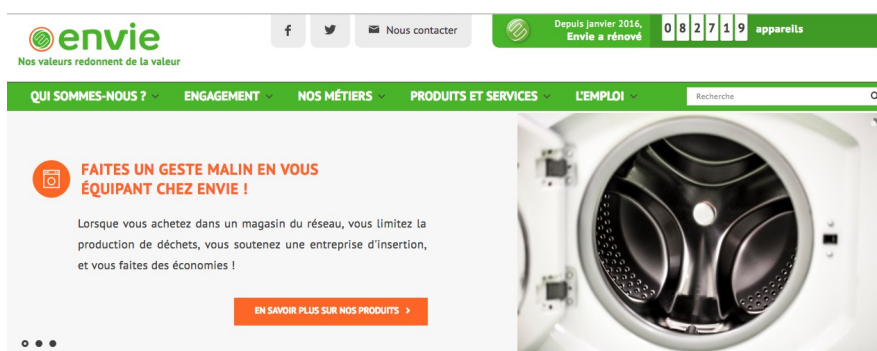 envie
Nos valeurs redonnent de la valeur
f
Nous contacter
Depuis janvier 2016,
Envie a rénové
082719 appareils
QUI SOMMES-NOUS ? ENGAGEMENT NOS MÉTIERS PRODUITS ET SERVICES L'EMPLOI Recherche
FAITES UN GESTE MALIN EN VOUS
ÉQUIPANT CHEZ ENVIE !
Lorsque vous achetez dans un magasin du réseau, vous limitez la
production de déchets, vous soutenez une entreprise d'insertion,
et vous faites des économies !
EN SAVOIR PLUS SUR NOS PRODUITS >